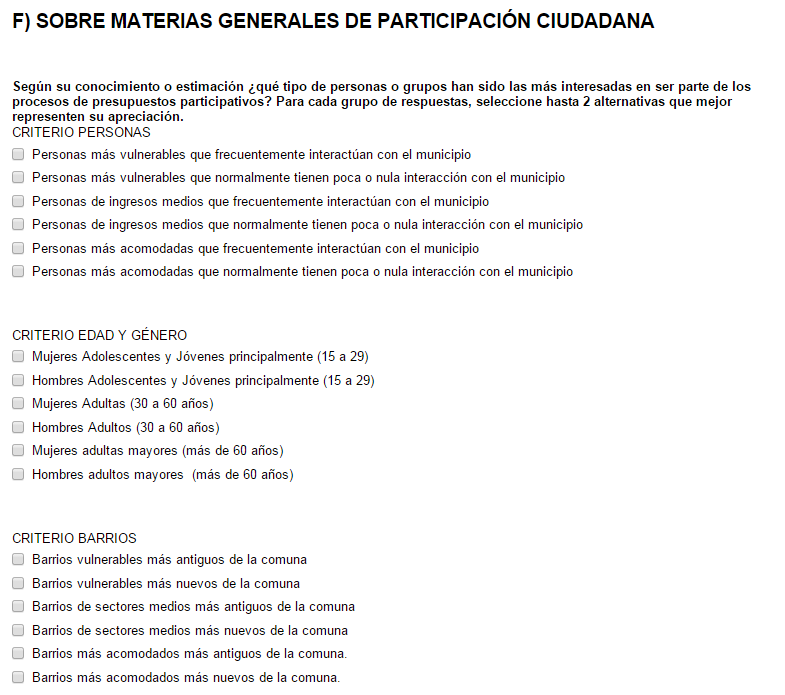 F) SOBRE MATERIAS GENERALES DE PARTICIPACIÓN CIUDADANA
Según su conocimiento o estimación ¿qué tipo de personas o grupos han sido las más interesadas en ser parte de los
procesos de presupuestos participativos? Para cada grupo de respuestas, seleccione hasta 2 alternativas que mejor
representen su apreciación.
CRITERIO PERSONAS
Personas más vulnerables que frecuentemente interactúan con el municipio
Personas más vulnerables que normalmente tienen poca o nula interacción con el municipio
Personas de ingresos medios que frecuentemente interactúan con el municipio
Personas de ingresos medios que normalmente tienen poca o nula interacción con el municipio
Personas más acomodadas que frecuentemente interactúan con el municipio
Personas más acomodadas que normalmente tienen poca o nula interacción con el municipio
CRITERIO EDAD Y GÉNERO
Mujeres Adolescentes y Jóvenes principalmente (15 a 29)
Hombres Adolescentes y Jóvenes principalmente (15 a 29)
Mujeres Adultas (30 a 60 años)
Hombres Adultos (30 a 60 años)
Mujeres adultas mayores (más de 60 años)
Hombres adultos mayores  (más de 60 años)
CRITERIO BARRIOS
Barrios vulnerables más antiguos de la comuna
Barrios vulnerables más nuevos de la comuna
Barrios de sectores medios más antiguos de la comuna
Barrios de sectores medios más nuevos de la comuna
Barrios más acomodados más antiguos de la comuna.
Barrios más acomodados más nuevos de la comuna.